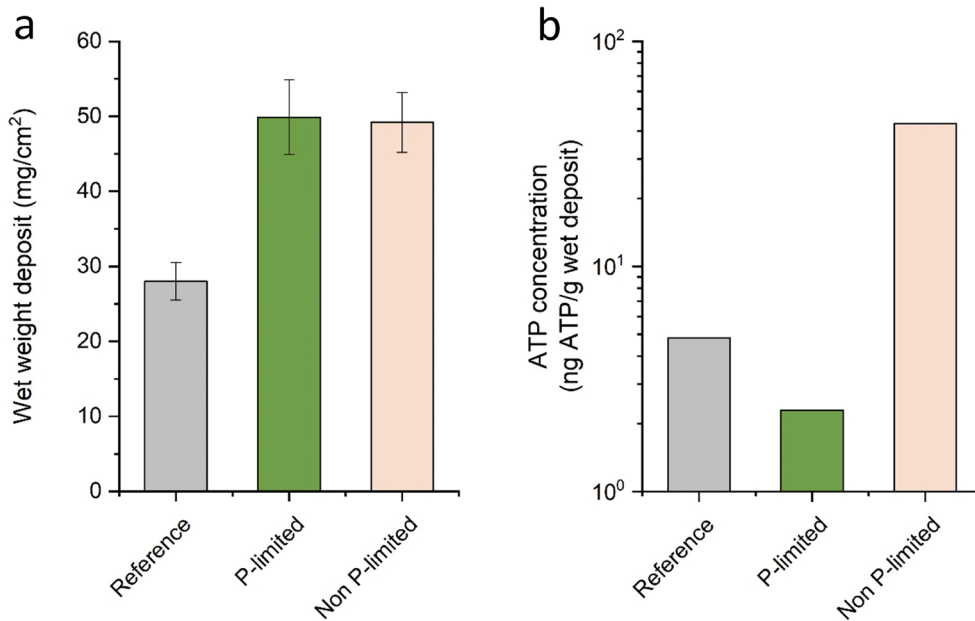 a
Wet weight deposit (mg/cm²)
60
50
40
30
20
10
0
Reference
P-limited
Non P-limited
b
ATP concentration
(ng ATP/g wet deposit)
10²
10¹
10⁰
Reference
P-limited
Non P-limited